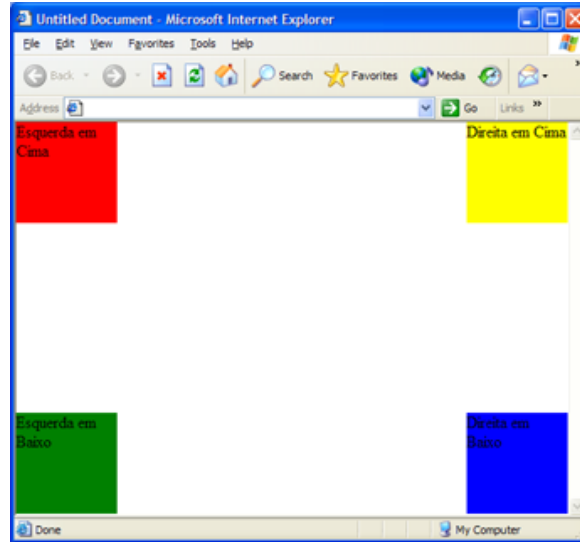 Untitled Document - Microsoft Internet Explorer
File Edit View Favorites Tools Help
Back Search Favorites Media
Address Go Links »
Esquerda em
Cima
Direita em Cima
Esquerda em
Baixo
Direita em
Baixo
Done My Computer